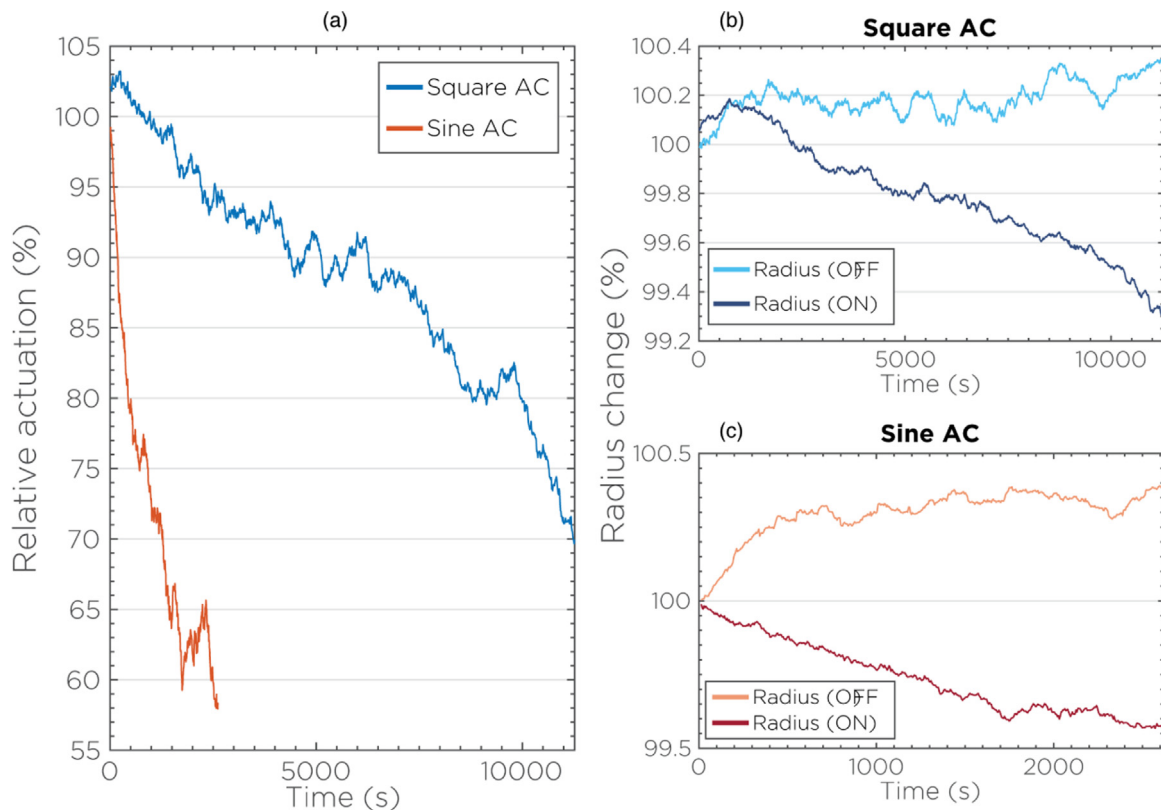 (a)
105
100
95
90
85
80
75
70
65
60
55
Relative actuation (%)
Square AC
Sine AC
0
5000
10000
Time (s)
(b)
Square AC
100.4
100.2
100
99.8
99.6
99.4
99.2
Radius (OFF
Radius (ON)
0
5000
10000
Time (s)
Radius change (%)
(c)
Sine AC
100.5
100
99.5
Radius (OFF
Radius (ON)
0
1000
2000
Time (s)